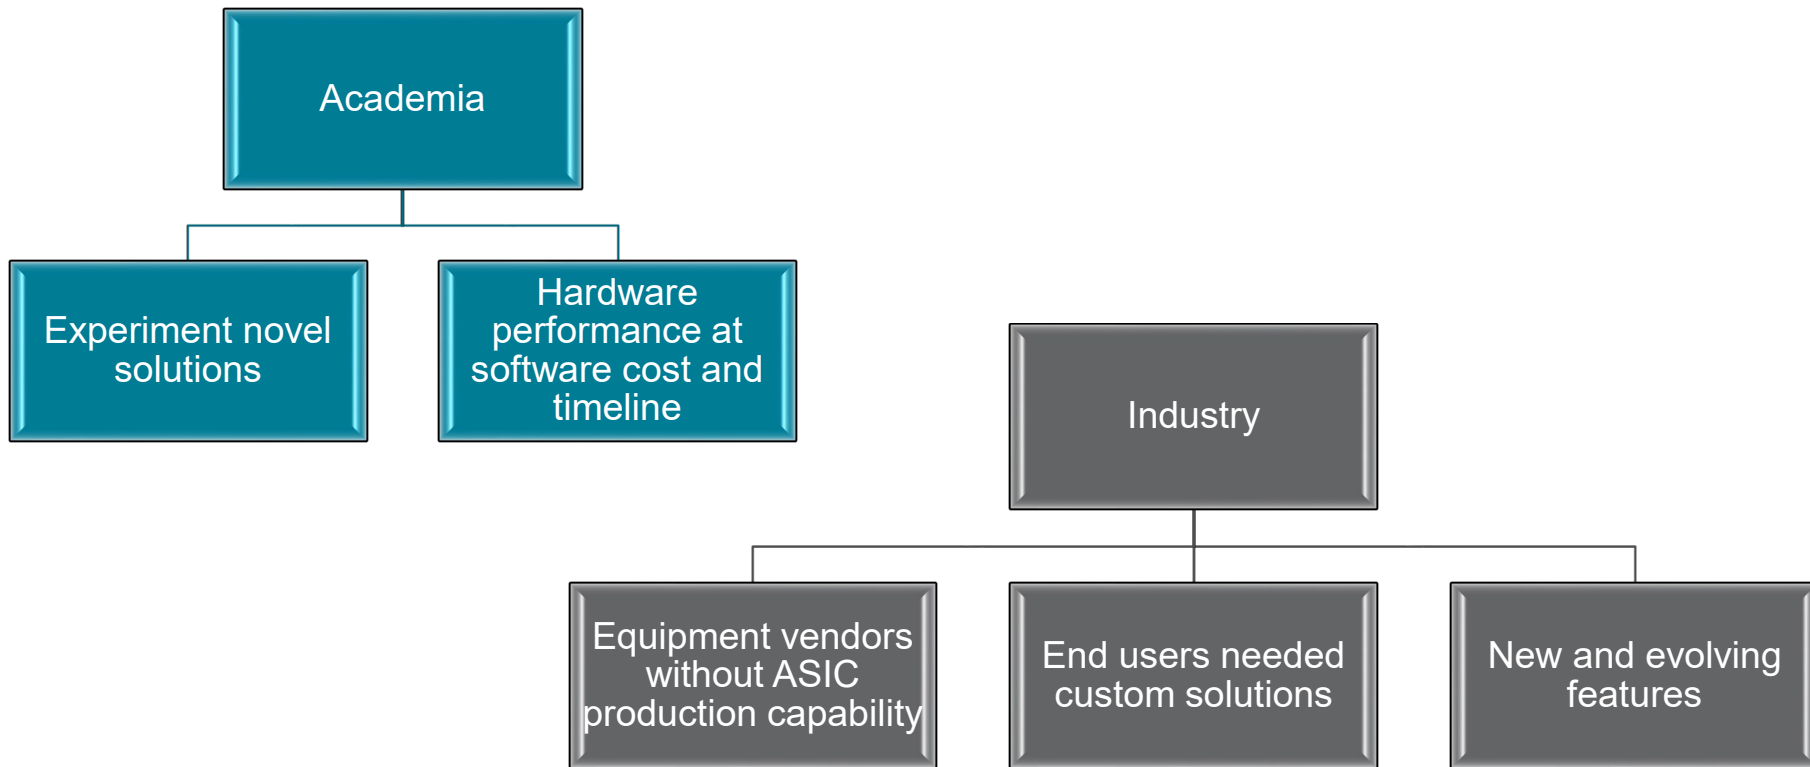 Academia
Experiment novel
solutions
Hardware
performance at
software cost and
timeline
Industry
Equipment vendors
without ASIC
production capability
End users needed
custom solutions
New and evolving
features